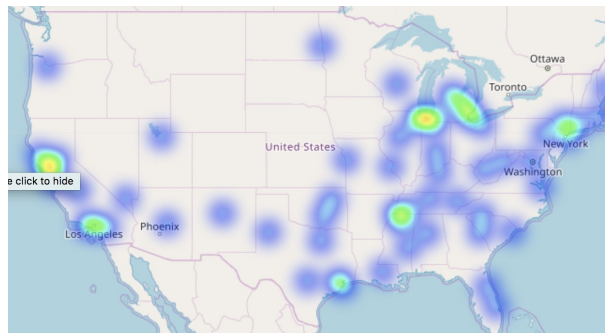 Ottawa
Toronto
United States
New York
Washington
e click to hide
Los Angeles
Phoenix